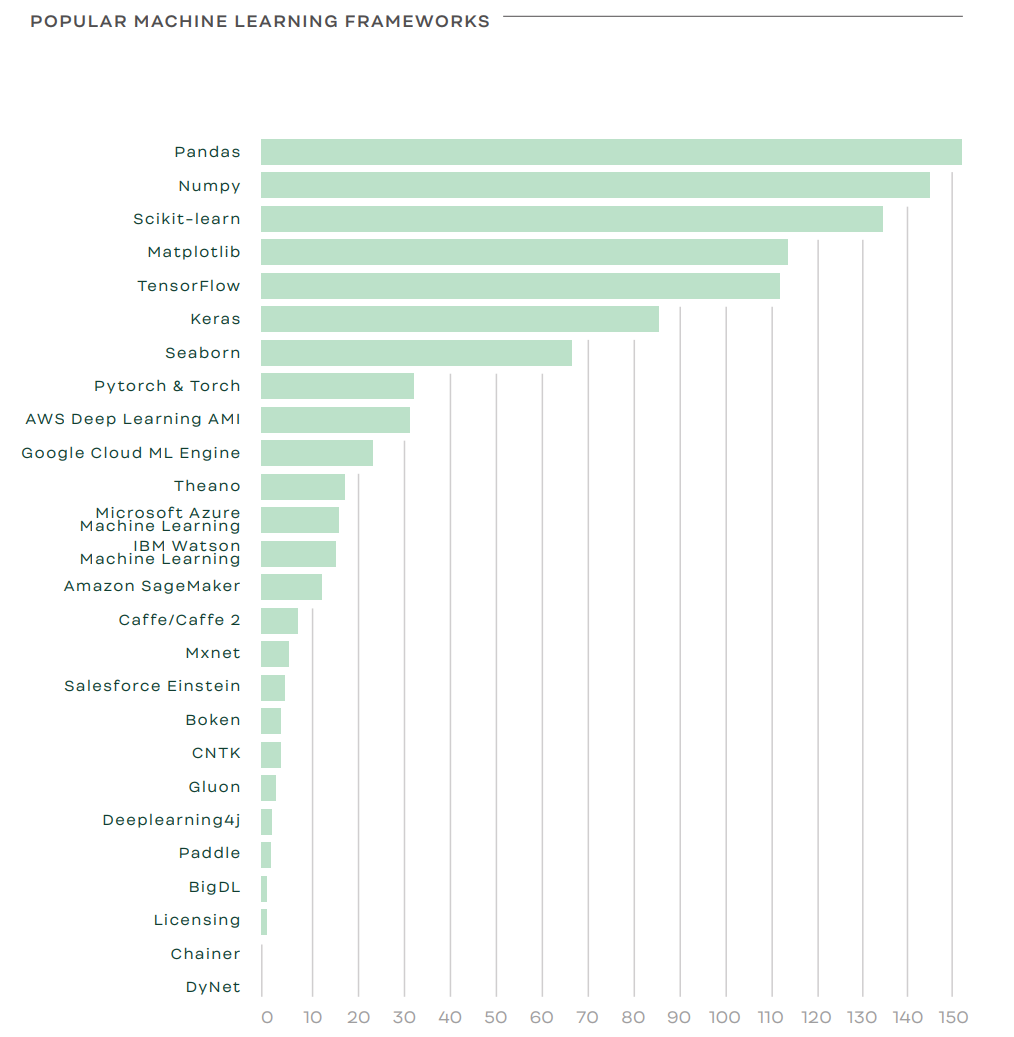 POPULAR MACHINE LEARNING FRAMEWORKS
Pandas
Numpy
Scikit-learn
Matplotlib
TensorFlow
Keras
Seaborn
Pytorch & Torch
AWS Deep Learning AMI
Google Cloud ML Engine
Theano
Microsoft Azure
Machine Learning
IBM Watson
Machine Learning
Amazon SageMaker
Caffe/Caffe 2
Mxnet
Salesforce Einstein
Boken
CNTK
Gluon
Deeplearning4j
Paddle
BigDL
Licensing
Chainer
DyNet
0 10 20 30 40 50 60 70 80 90 100 110 120 130 140 150